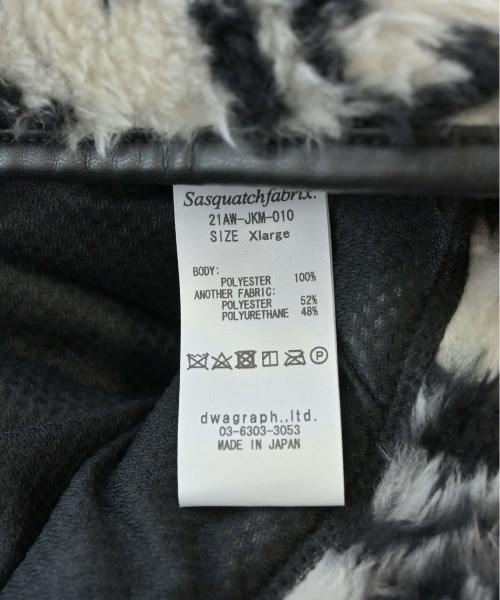 Sasquatchfabrix.
21AW-JKM-010
SIZE Xlarge
BODY:
POLYESTER 100%
ANOTHER FABRIC:
POLYESTER 52%
POLYURETHANE 48%
dwagraph.,ltd.
03-6303-3053
MADE IN JAPAN